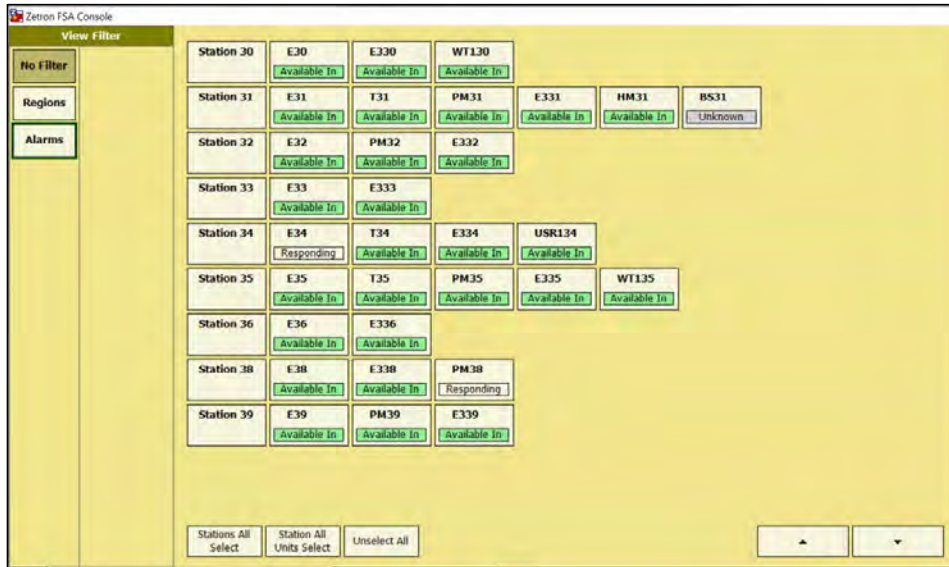 Zetron FSA Console
View Filter
No Filter
Regions
Alarms
Station 30 E30 E330 WT130
Available In Available In Available In
Station 31 E31 T31 PM31 E331 HM31 BS31
Available In Available In Available In Available In Available In Unknown
Station 32 E32 PM32 E332
Available In Available In Available In
Station 33 E33 E333
Available In Available In
Station 34 E34 T34 E334 USR134
Responding Available In Available In Available In
Station 35 E35 T35 PM35 E335 WT135
Available In Available In Available In Available In Available In
Station 36 E36 E336
Available In Available In
Station 38 E38 E338 PM38
Available In Available In Responding
Station 39 E39 PM39 E339
Available In Available In Available In
Stations All Select
Station All Units Select
Unselect All